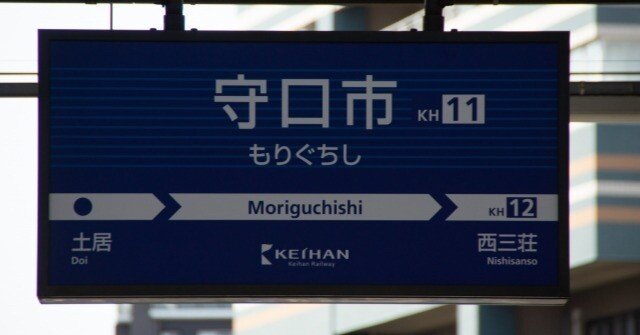 守口市 KH 11
もりぐちし
Moriguchishi KH 12
土居 KEIHAN 西三荘
Doi Keihan Railway Nishisanso